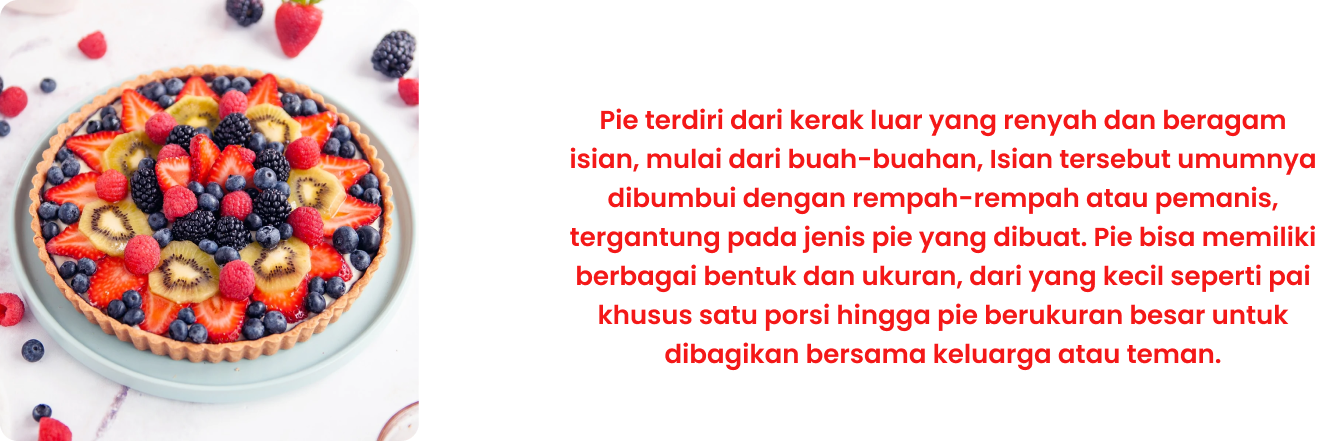 Pie terdiri dari kerak luar yang renyah dan beragam
isian, mulai dari buah-buahan, Isian tersebut umumnya
dibumbui dengan rempah-rempah atau pemanis,
tergantung pada jenis pie yang dibuat. Pie bisa memiliki
berbagai bentuk dan ukuran, dari yang kecil seperti pai
khusus satu porsi hingga pie berukuran besar untuk
dibagikan bersama keluarga atau teman.